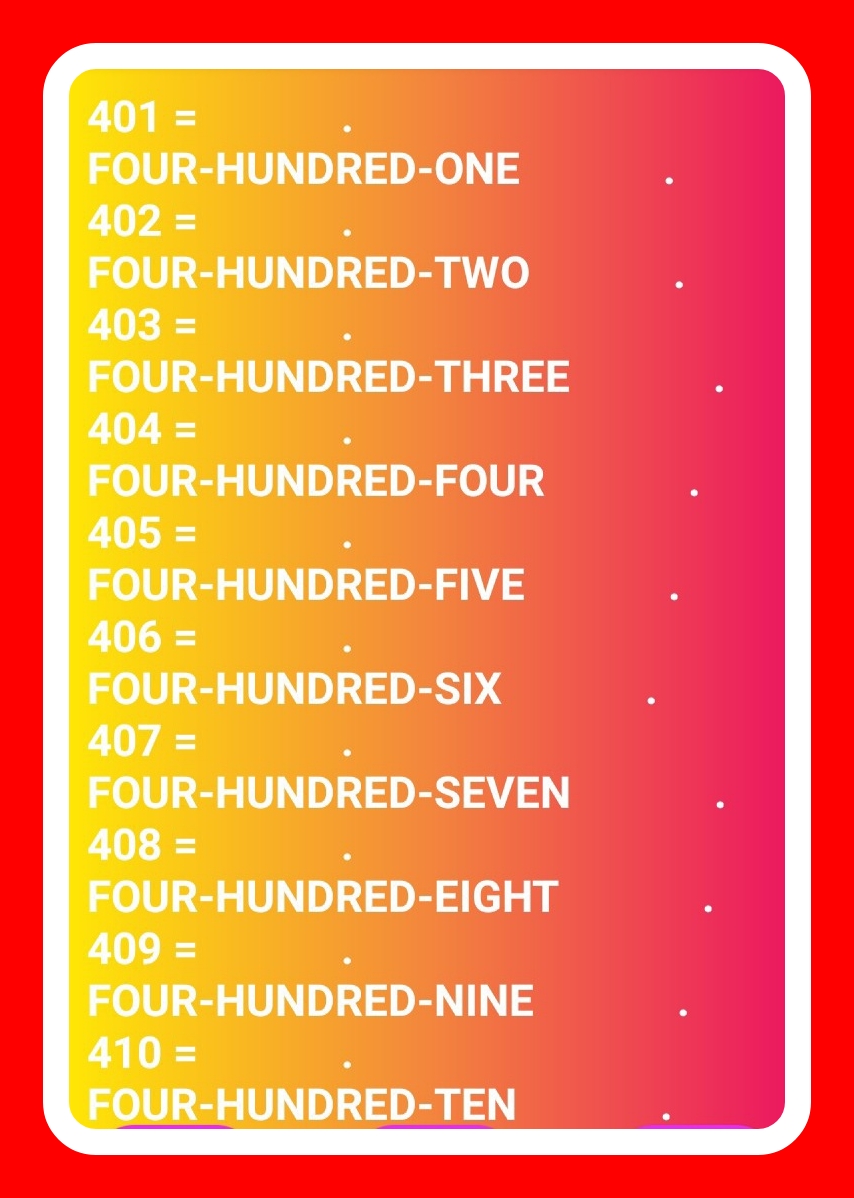 401 = .
FOUR-HUNDRED-ONE .
402 = .
FOUR-HUNDRED-TWO .
403 = .
FOUR-HUNDRED-THREE .
404 = .
FOUR-HUNDRED-FOUR .
405 = .
FOUR-HUNDRED-FIVE .
406 = .
FOUR-HUNDRED-SIX .
407 = .
FOUR-HUNDRED-SEVEN .
408 = .
FOUR-HUNDRED-EIGHT .
409 = .
FOUR-HUNDRED-NINE .
410 = .
FOUR-HUNDRED-TEN .